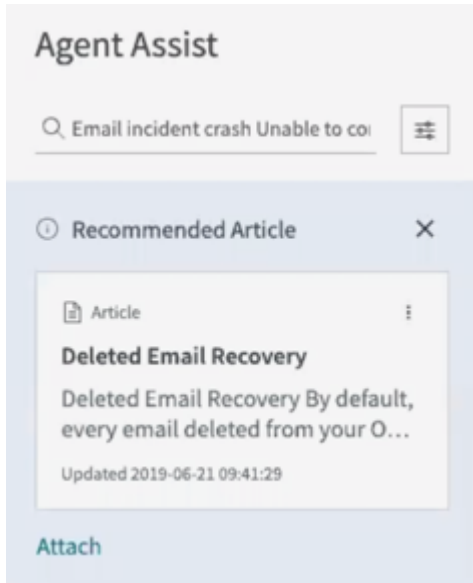 Agent Assist
Email incident crash Unable to co
Recommended Article
Article
Deleted Email Recovery
Deleted Email Recovery By default,
every email deleted from your O...
Updated 2019-06-21 09:41:29
Attach